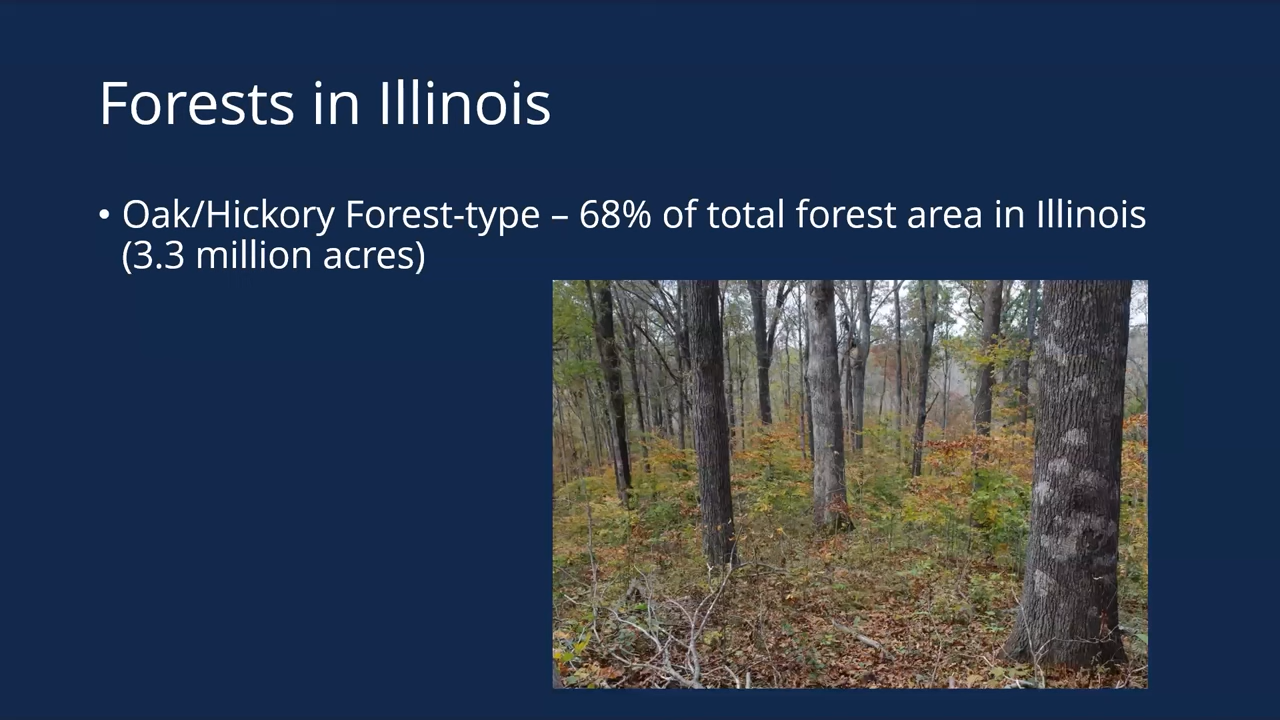 Forests in Illinois
• Oak/Hickory Forest-type – 68% of total forest area in Illinois
(3.3 million acres)